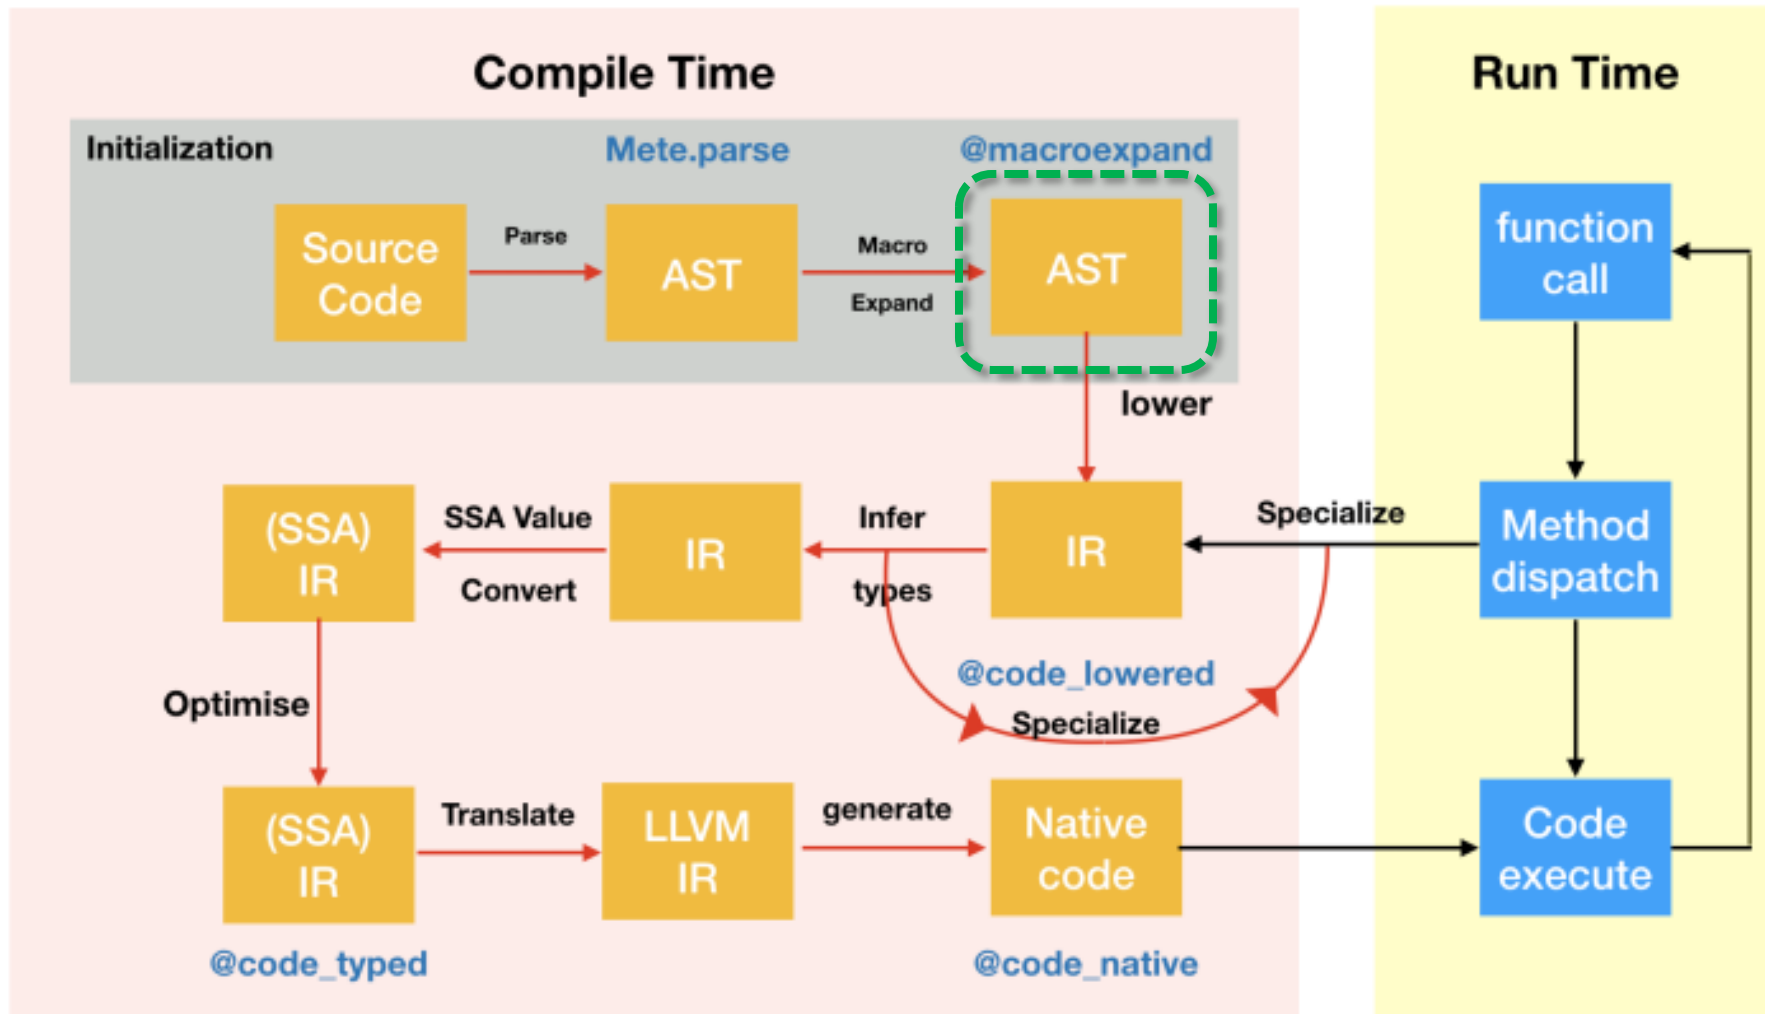 Compile Time
Run Time
Initialization
Mete.parse
@macroexpand
Source
Code
Parse
AST
Macro
Expand
AST
function
call
lower
(SSA)
IR
SSA Value
Convert
IR
Infer
types
IR
Specialize
Method
dispatch
@code_lowered
Specialize
Optimise
(SSA)
IR
Translate
LLVM
IR
generate
Native
code
Code
execute
@code_typed
@code_native